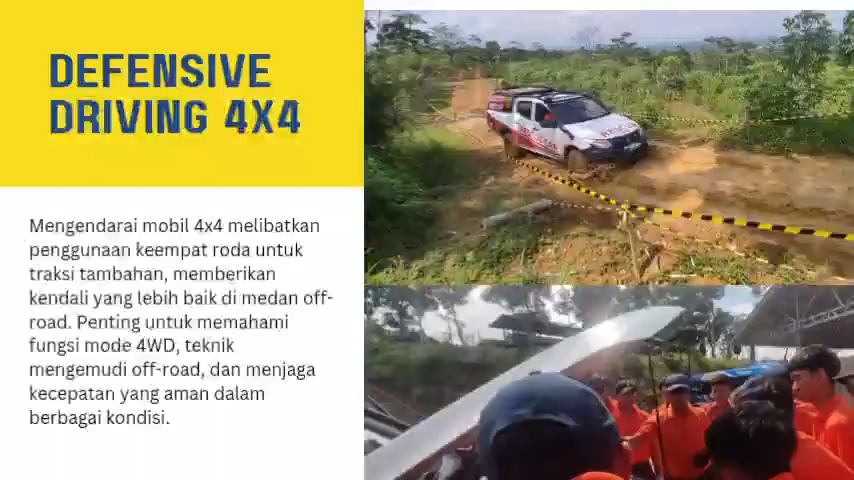 DEFENSIVE
DRIVING 4X4
Mengendarai mobil 4x4 melibatkan
penggunaan keempat roda untuk
traksi tambahan, memberikan
kendali yang lebih baik di medan off-
road. Penting untuk memahami
fungsi mode 4WD, teknik
mengemudi off-road, dan menjaga
kecepatan yang aman dalam
berbagai kondisi.